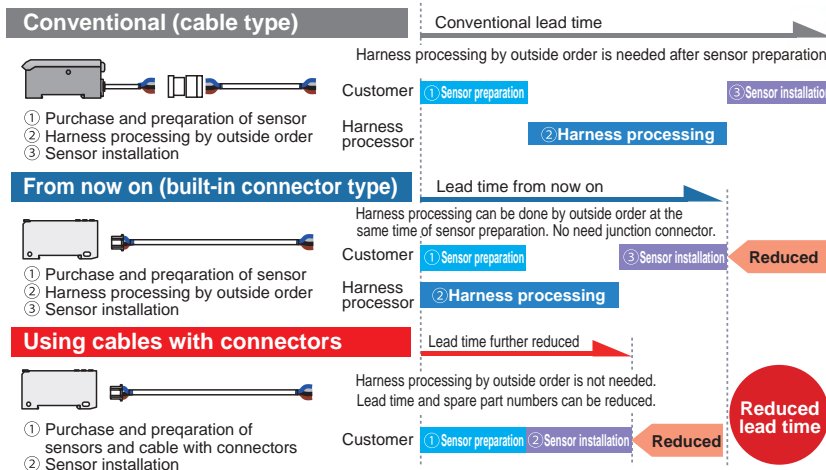 Conventional (cable type)
Conventional lead time
Harness processing by outside order is needed after sensor preparation
① Purchase and preqaration of sensor
② Harness processing by outside order
③ Sensor installation
Customer
①Sensor preparation
③Sensor installation
Harness
processor
②Harness processing
From now on (built-in connector type)
Lead time from now on
Harness processing can be done by outside order at the
same time of sensor preparation. No need junction connector.
① Purchase and preqaration of sensor
② Harness processing by outside order
③ Sensor installation
Customer
①Sensor preparation
③Sensor installation
Reduced
Harness
processor
②Harness processing
Using cables with connectors
Lead time further reduced
Harness processing by outside order is not needed.
Lead time and spare part numbers can be reduced.
① Purchase and preqaration of
sensors and cable with connectors
② Sensor installation
Customer
①Sensor preparation
②Sensor installation
Reduced
Reduced
lead time